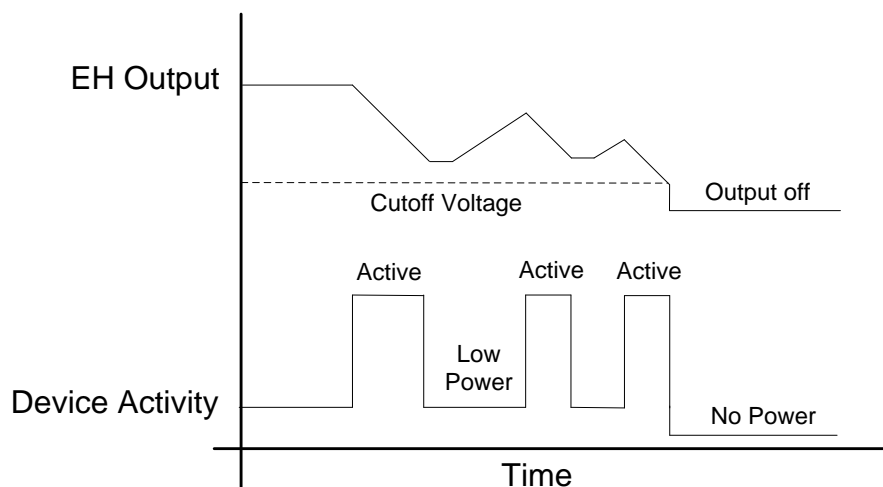 EH Output
Output off
Cutoff Voltage
Active
Active
Active
Low
Power
Device Activity
No Power
Time